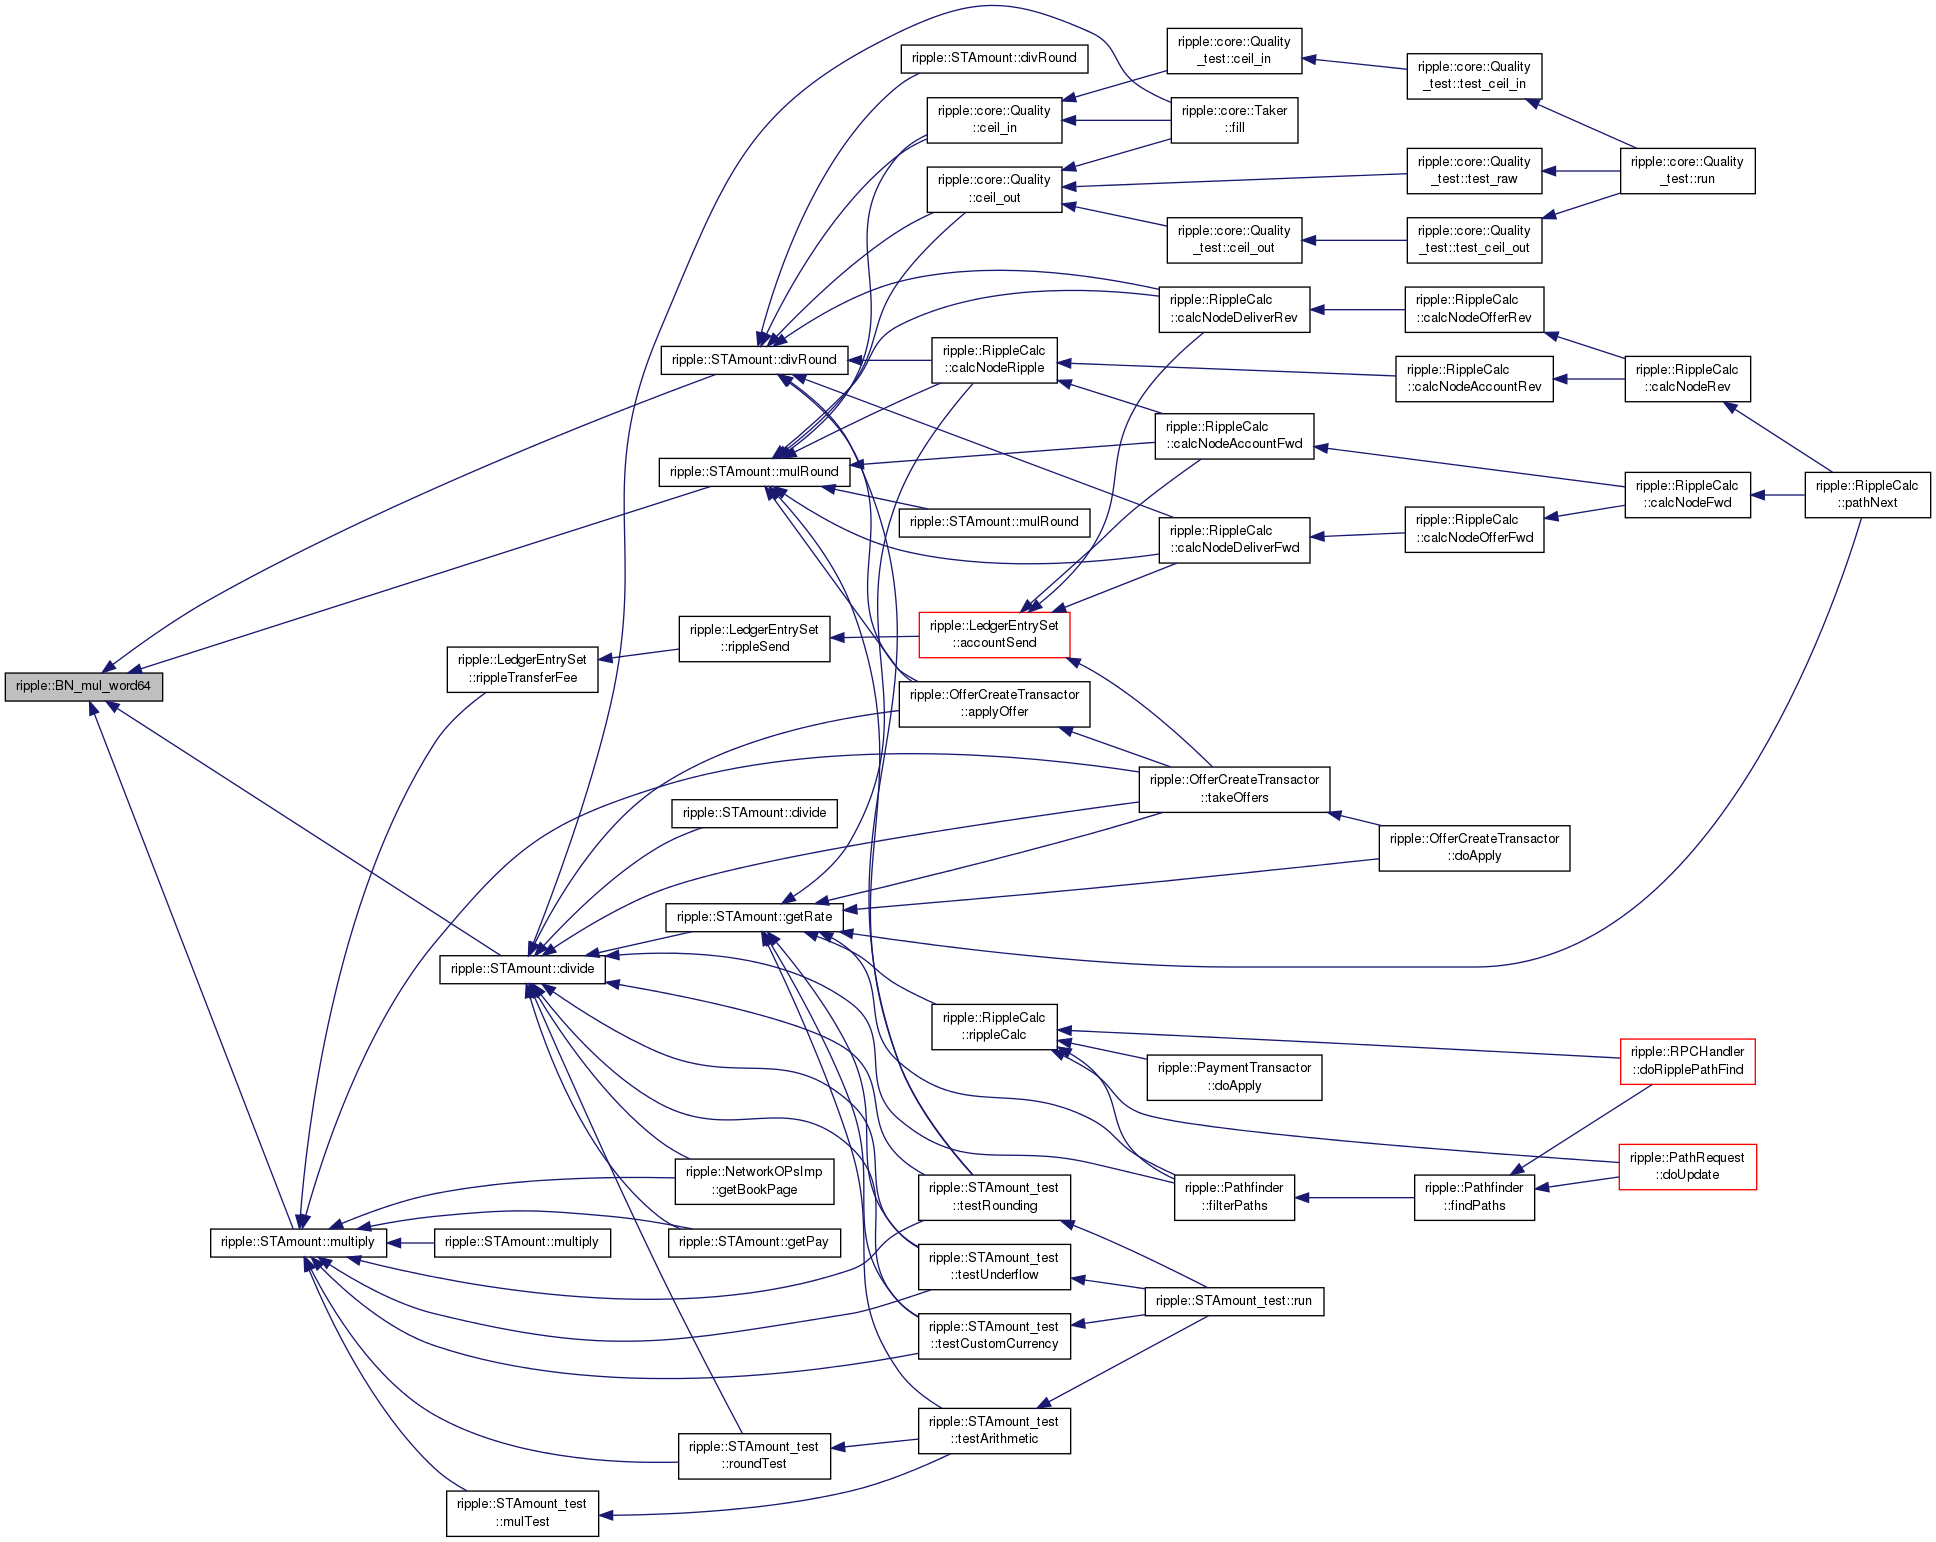 ripple::BN_mul_word64
ripple::STAmount::multiply
ripple::LedgerEntrySet
::rippleTransferFee
ripple::STAmount::divide
ripple::STAmount::multiply
ripple::STAmount_test
::mulTest
ripple::STAmount::divRound
ripple::STAmount::mulRound
ripple::LedgerEntrySet
::rippleSend
ripple::STAmount::divide
ripple::STAmount::getRate
ripple::NetworkOPsImp
::getBookPage
ripple::STAmount::getPay
ripple::STAmount_test
::roundTest
ripple::STAmount::divRound
ripple::core::Quality
::ceil_in
ripple::core::Quality
::ceil_out
ripple::RippleCalc
::calcNodeRipple
ripple::STAmount::mulRound
ripple::LedgerEntrySet
::accountSend
ripple::OfferCreateTransactor
::applyOffer
ripple::RippleCalc
::rippleCalc
ripple::STAmount_test
::testRounding
ripple::STAmount_test
::testUnderflow
ripple::STAmount_test
::testCustomCurrency
ripple::STAmount_test
::testArithmetic
ripple::core::Quality
_test::ceil_in
ripple::core::Taker
::fill
ripple::core::Quality
_test::ceil_out
ripple::RippleCalc
::calcNodeDeliverRev
ripple::RippleCalc
::calcNodeAccountFwd
ripple::RippleCalc
::calcNodeDeliverFwd
ripple::OfferCreateTransactor
::takeOffers
ripple::PaymentTransactor
::doApply
ripple::Pathfinder
::filterPaths
ripple::STAmount_test::run
ripple::core::Quality
_test::test_ceil_in
ripple::core::Quality
_test::test_raw
ripple::core::Quality
_test::test_ceil_out
ripple::RippleCalc
::calcNodeOfferRev
ripple::RippleCalc
::calcNodeAccountRev
ripple::RippleCalc
::calcNodeOfferFwd
ripple::OfferCreateTransactor
::doApply
ripple::Pathfinder
::findPaths
ripple::core::Quality
_test::run
ripple::RippleCalc
::calcNodeRev
ripple::RippleCalc
::calcNodeFwd
ripple::RPCHandler
::doRipplePathFind
ripple::PathRequest
::doUpdate
ripple::RippleCalc
::pathNext